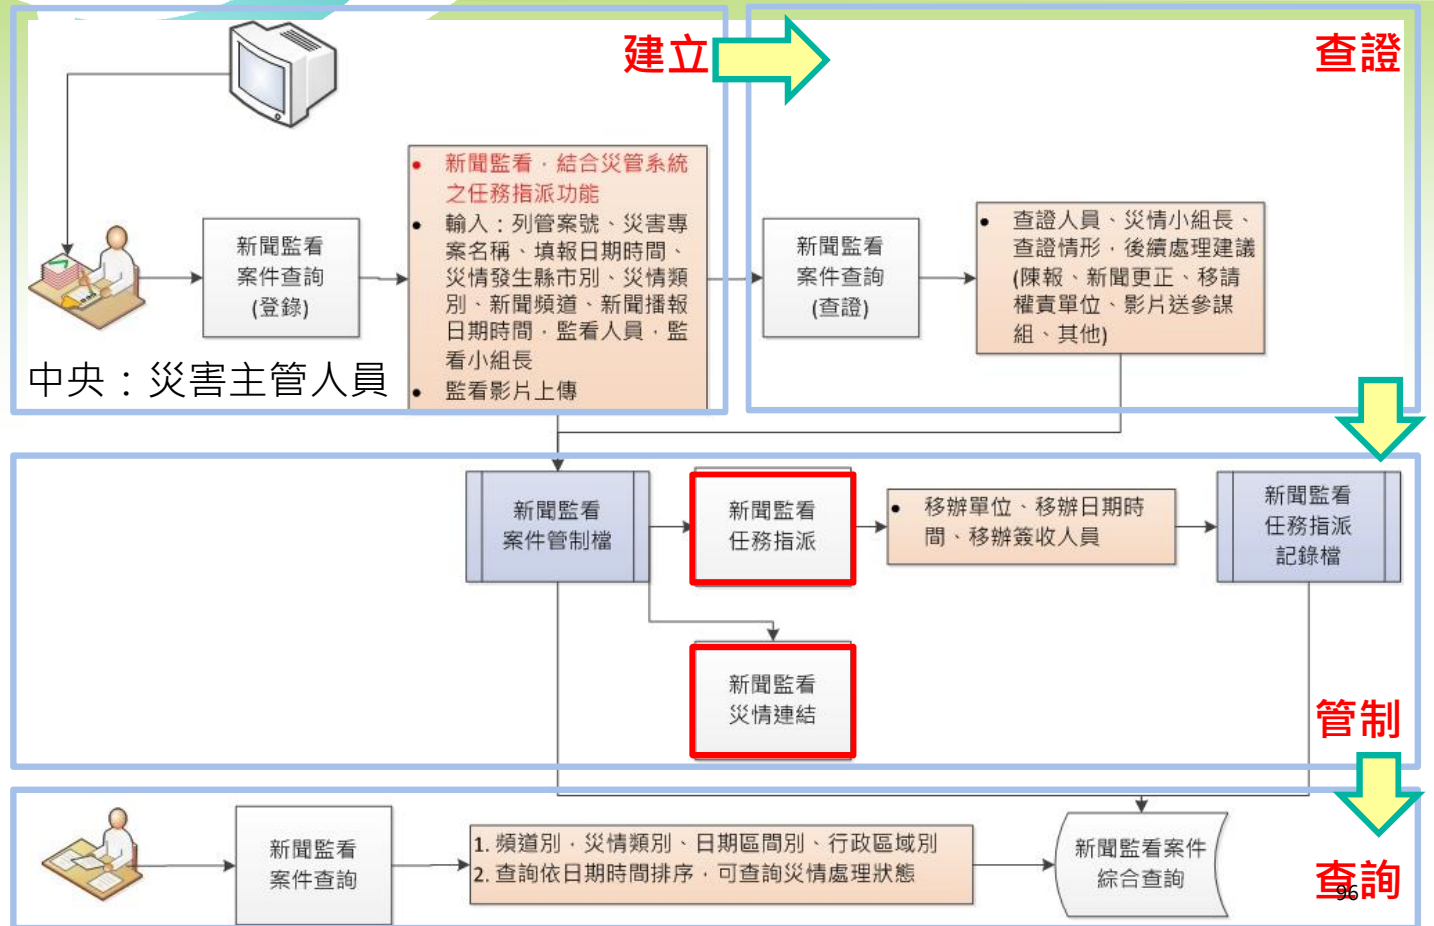 建立
查證
新聞監看
案件查詢
(登錄)
• 新聞監看，結合災管系統
之任務指派功能
• 輸入：列管案號、災害專
案名稱、填報日期時間、
災情發生縣市別、災情類
別、新聞頻道、新聞播報
日期時間，監看人員，監
看小組長
• 監看影片上傳
中央：災害主管人員
新聞監看
案件查詢
(查證)
• 查證人員、災情小組長、
查證情形，後續處理建議
(陳報、新聞更正、移請
權責單位、影片送參謀
組、其他)
新聞監看
案件管制檔
新聞監看
任務指派
• 移辦單位、移辦日期時
間、移辦簽收人員
新聞監看
任務指派
記錄檔
新聞監看
災情連結
管制
新聞監看
案件查詢
1. 頻道別，災情類別、日期區間別、行政區域別
2. 查詢依日期時間排序，可查詢災情處理狀態
新聞監看案件
綜合查詢
查詢
96